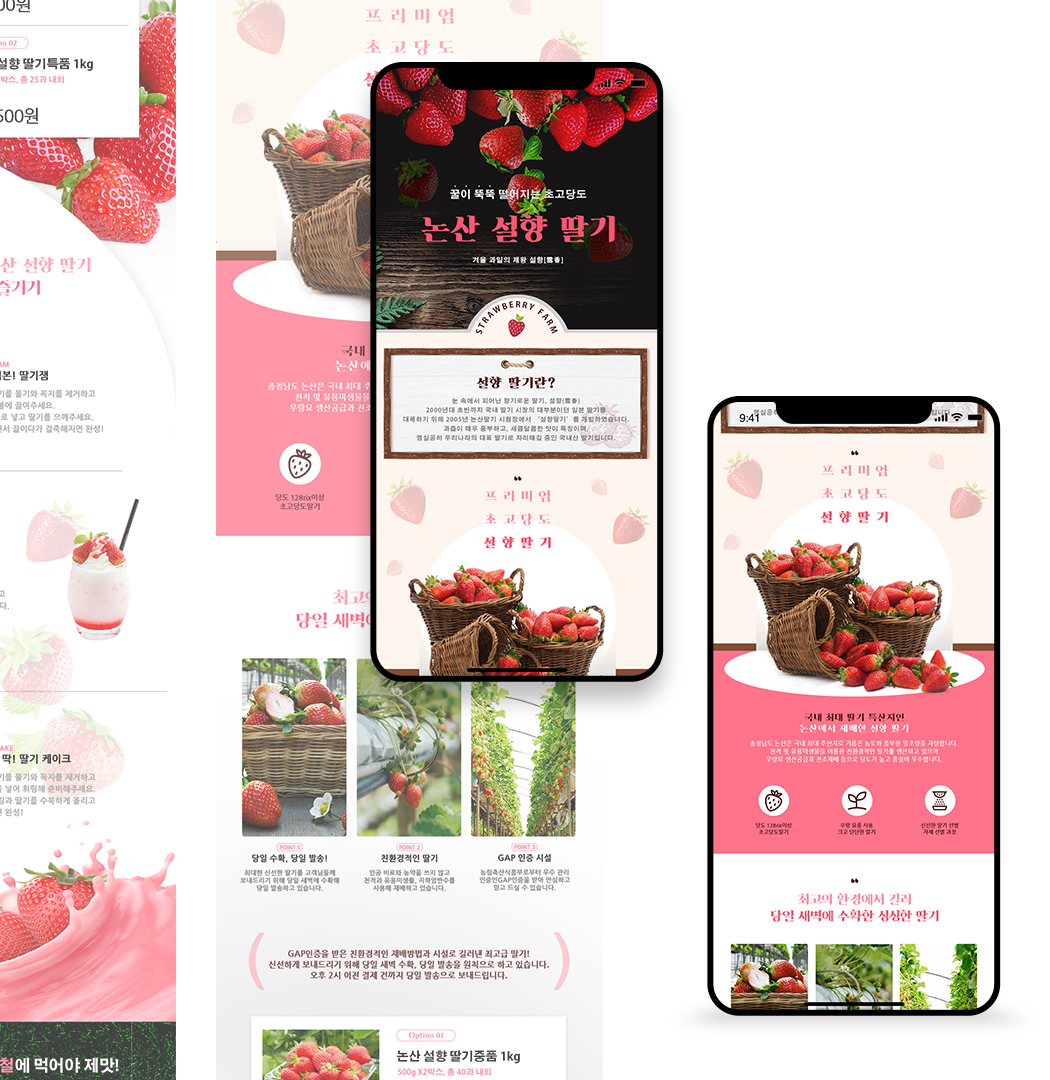 00원
on 02
설향 딸기특품 1kg
박스, 총 25과 내외
500원
산 설향 딸기
즐기기
AM
본! 딸기잼
기를 물기와 꼭지를 제거하고
불에 끓여주세요.
로 넣고 딸기를 으깨주세요.
면서 끓이다가 걸쭉해지면 완성!
고
다.
AKE
딱! 딸기 케이크
기를 물기와 꼭지를 제거하고
을 넣어 휘핑해 준비해주세요.
림과 딸기를 수북하게 올리고
면 완성!
철에 먹어야 제맛!
프리미엄
초고당도
설
국내
논산에
충청남도 논산은 국내 최대 주
천적 및 유용미생물을
우량묘 생산공급과 전조
당도 12Brix이상
초고당도딸기
최고의
당일 새벽에
POINT 1
당일 수확, 당일 발송!
최대한 신선한 딸기를 고객님들께
보내드리기 위해 당일 새벽에 수확해
당일 발송하고 있습니다.
POINT 2
친환경적인 딸기
인공 비료와 농약을 쓰지 않고
천적과 유용미생물, 지하암반수를
사용해 재배하고 있습니다.
POINT 3
GAP 인증 시설
농림축산식품부로부터 우수 관리
인증인GAP인증을 받아 안심하고
믿고 드실 수 있습니다.
GAP인증을 받은 친환경적인 재배방법과 시설로 길러낸 최고급 딸기!
신선하게 보내드리기 위해 당일 새벽 수확, 당일 발송을 원칙으로 하고 있습니다.
오후 2시 이전 결제 건까지 당일 발송으로 보내드립니다.
Option 01
논산 설향 딸기중품 1kg
500g X2박스, 총 40과 내외
꿀이 뚝뚝 떨어지는 초고당도
논산 설향 딸기
겨울 과일의 제왕 설향[雪香]
STRAWBERRY FARM
설향 딸기란?
눈 속에서 피어난 향기로운 딸기, 설향(雪香)
2000년대 초반까지 국내 딸기 시장의 대부분이던 일본 딸기를
대체하기 위해 2005년 논산딸기 시험장에서 '설향딸기' 를 개발하였습니다.
과즙이 매우 풍부하고, 새콤달콤한 맛이 특징이며
명실공히 우리나라의 대표 딸기로 자리매김 중인 국내산 딸기입니다
❝
프리미엄
초고당도
설향딸기
9:41
❝
프리미엄
초고당도
설향딸기
국내 최대 딸기 특산지인
논산에서 재배한 설향 딸기
충청남도 논산은 국내 최대 주산지로 기름진 농토와 풍부한 일조량을 자랑합니다.
천적 및 유용미생물을 이용한 친환경적인 딸기를 생산하고 있으며
우량묘 생산공급과 전조재배 등으로 당도가 높고 품질이 우수합니다.
당도 12Brix이상
초고당도딸기
우량 묘종 사용
크고 단단한 딸기
신선한 딸기 선별
자체 선별 과정
❝
최고의 환경에서 길러
당일 새벽에 수확한 싱싱한 딸기